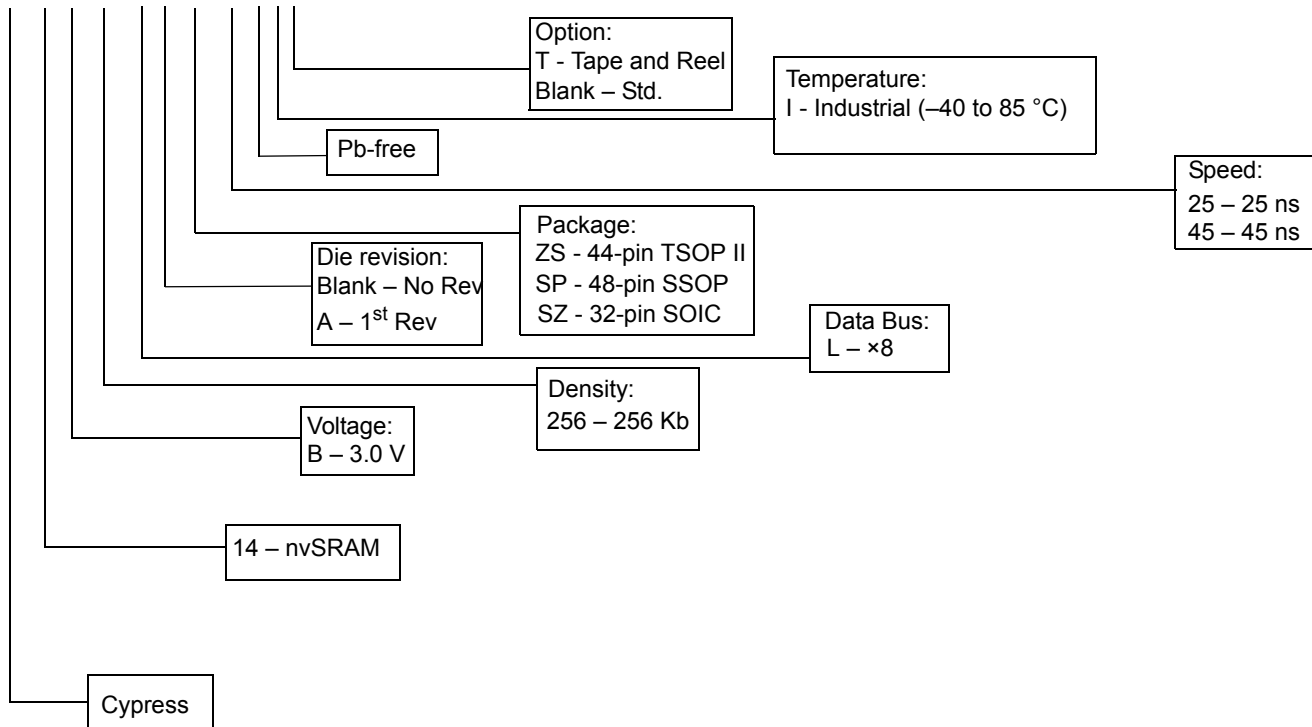 Option:
T - Tape and Reel
Blank – Std.
Temperature:
I - Industrial (–40 to 85 °C)
Pb-free
Speed:
25 – 25 ns
45 – 45 ns
Package:
ZS - 44-pin TSOP II
SP - 48-pin SSOP
SZ - 32-pin SOIC
Die revision:
Blank – No Rev
A – 1st Rev
Data Bus:
L – ×8
Density:
256 – 256 Kb
Voltage:
B – 3.0 V
14 – nvSRAM
Cypress